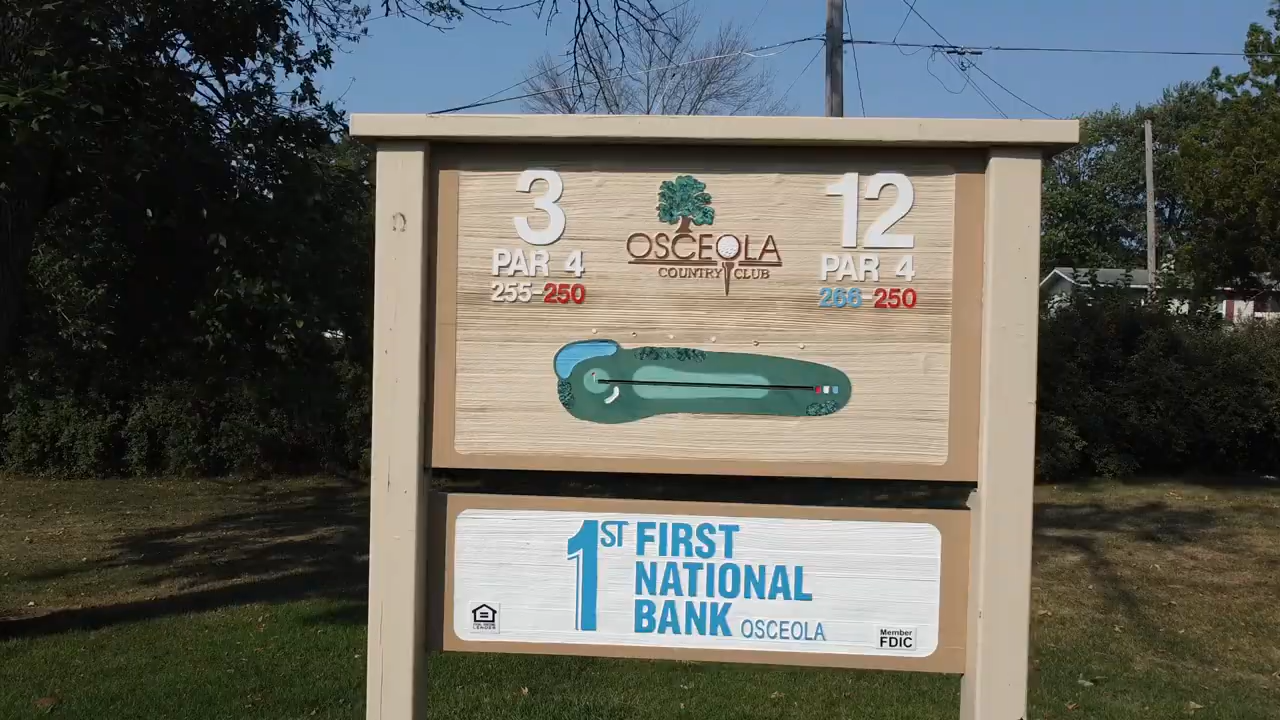 3
PAR 4
255-250
OSCEOLA
COUNTRY CLUB
12
PAR 4
266 250
1ST FIRST
NATIONAL
BANK OSCEOLA
LENDER
Member
FDIC